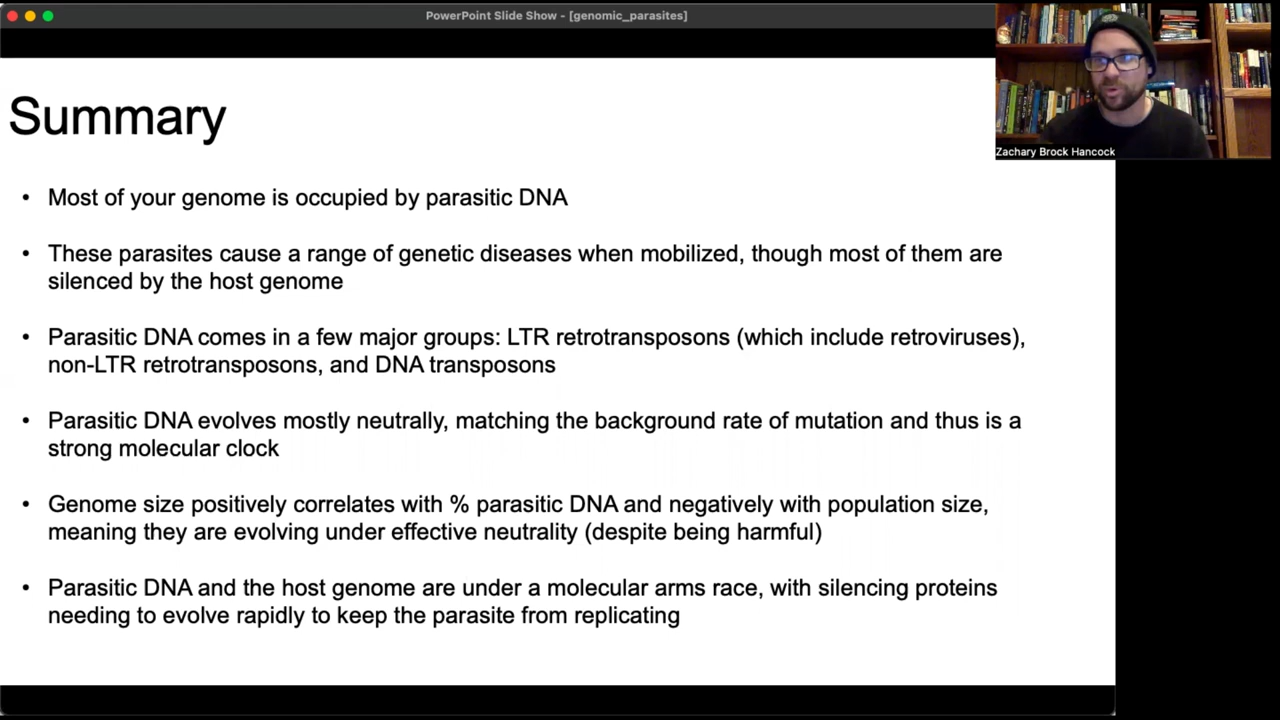 PowerPoint Slide Show - [genomic_parasites]
Zachary Brock Hancock
Summary
• Most of your genome is occupied by parasitic DNA
• These parasites cause a range of genetic diseases when mobilized, though most of them are
silenced by the host genome
• Parasitic DNA comes in a few major groups: LTR retrotransposons (which include retroviruses),
non-LTR retrotransposons, and DNA transposons
• Parasitic DNA evolves mostly neutrally, matching the background rate of mutation and thus is a
strong molecular clock
• Genome size positively correlates with % parasitic DNA and negatively with population size,
meaning they are evolving under effective neutrality (despite being harmful)
• Parasitic DNA and the host genome are under a molecular arms race, with silencing proteins
needing to evolve rapidly to keep the parasite from replicating